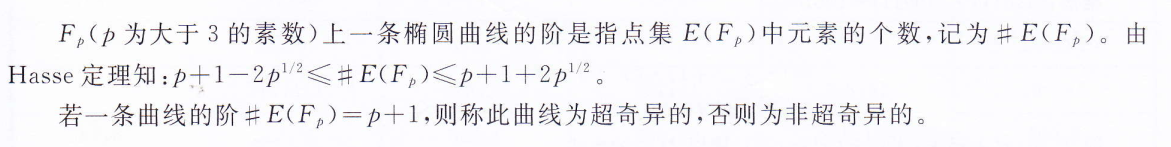 F_p(p 为大于 3 的素数)上一条椭圆曲线的阶是指点集 E(F_p)中元素的个数,记为♯E(F_p)。由
Hasse 定理知:p+1-2p^{1/2}≤♯E(F_p)≤p+1+2p^{1/2}。
若一条曲线的阶♯E(F_p)=p+1,则称此曲线为超奇异的,否则为非超奇异的。